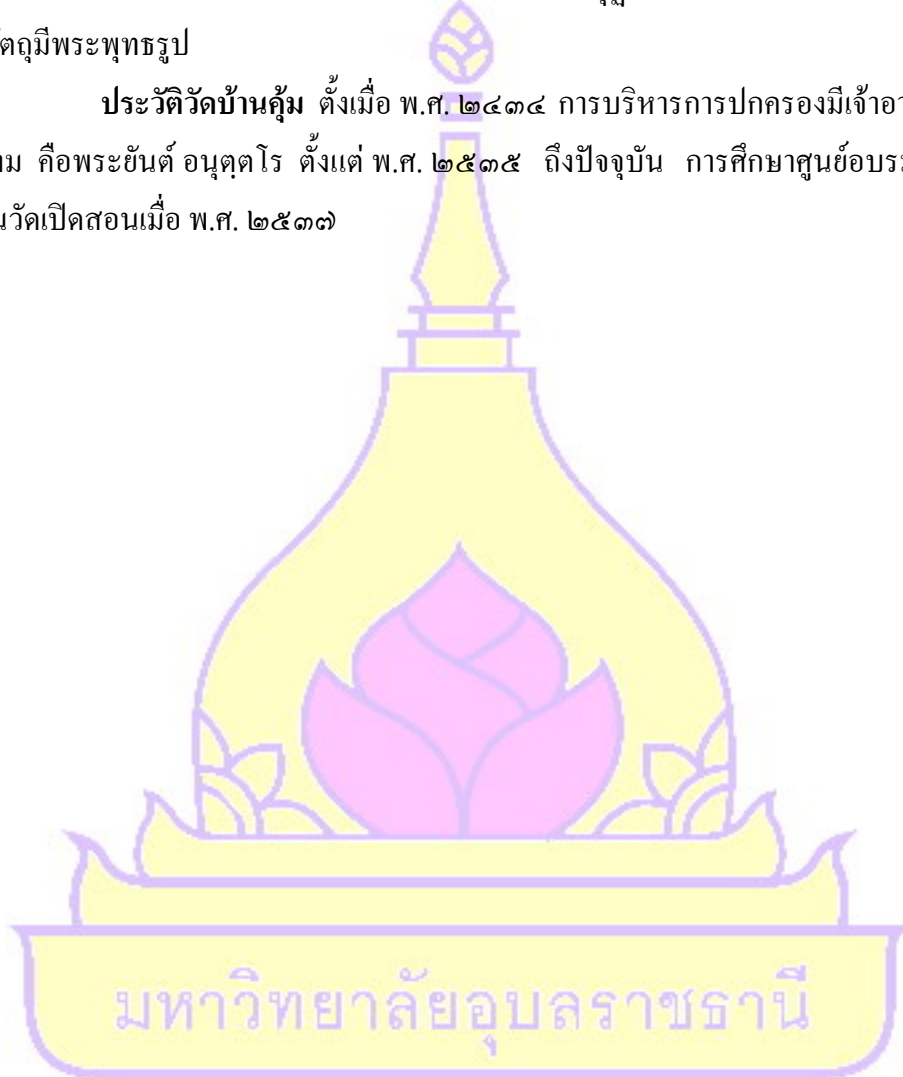 ตถุมีพระพุทธรูป
ประวัติวัดบ้านคุ้ม ตั้งเมื่อ พ.ศ. ๒๔๓๔ การบริหารการปกครองมีเจ้าอา
าม คือพระยันต์ อนุตฺตโร ตั้งแต่ พ.ศ. ๒๕๓๕ ถึงปัจจุบัน การศึกษาศูนย์อบร
นวัดเปิดสอนเมื่อ พ.ศ. ๒๕๓๗
มหาวิทยาลัยอุบลราชธานี